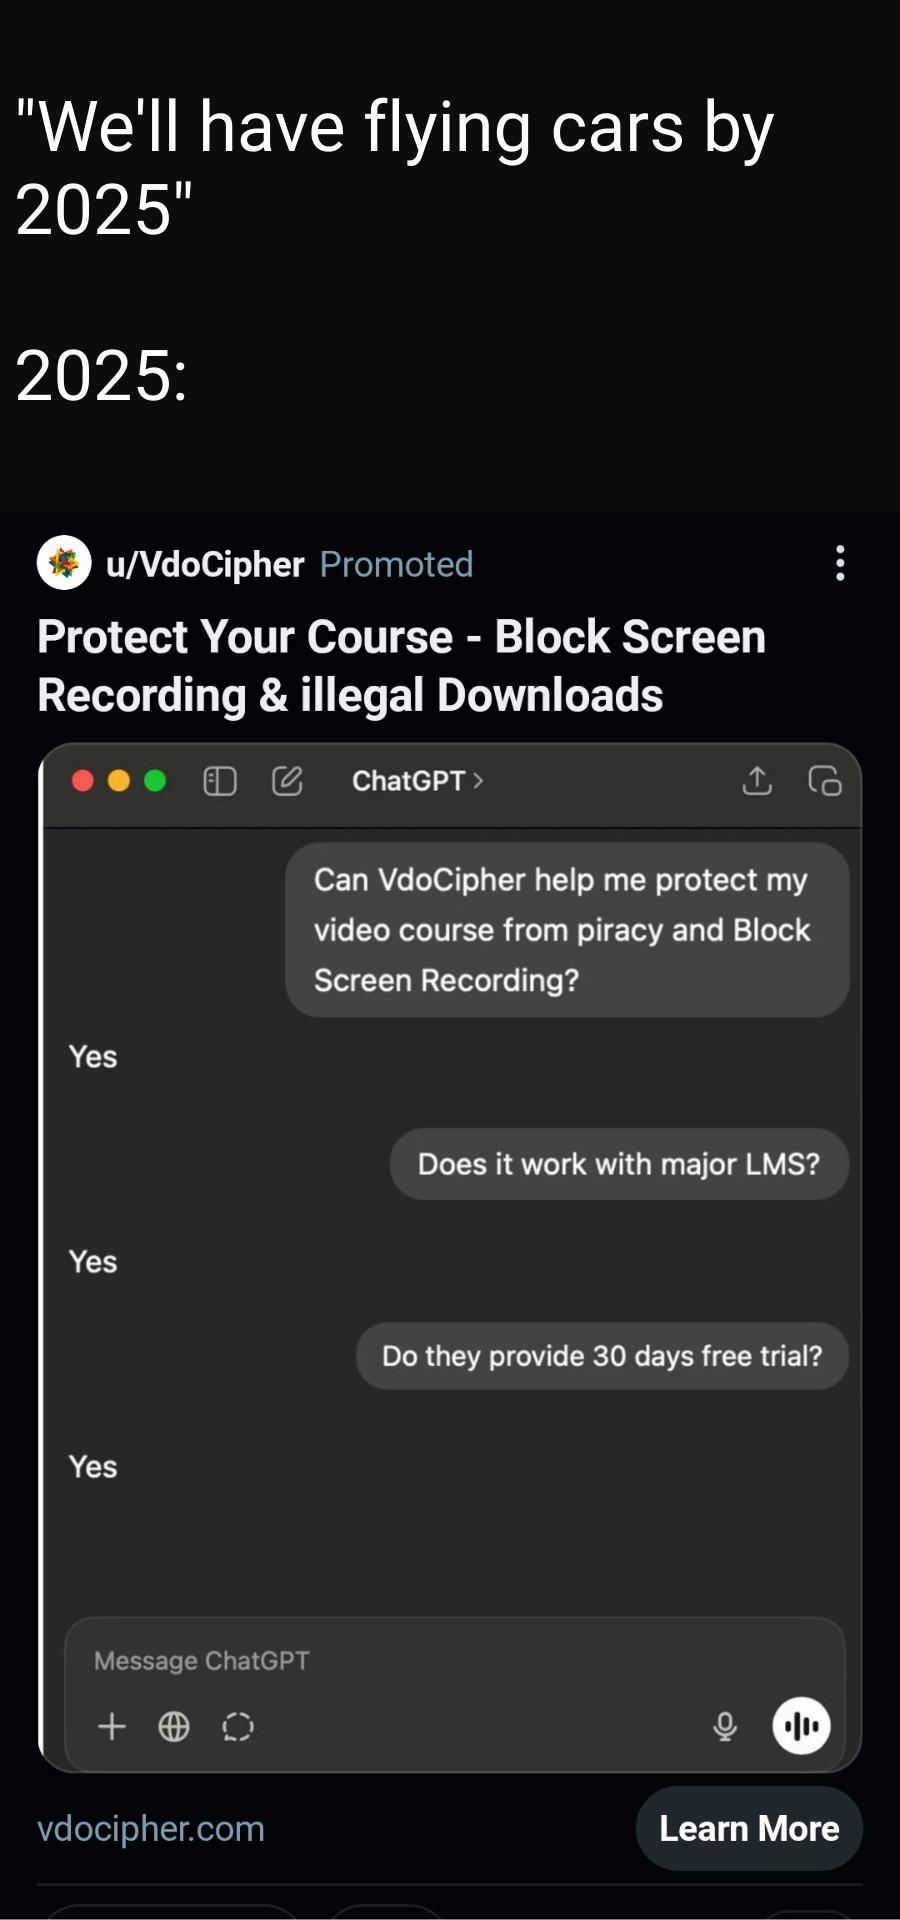 "We'll have flying cars by
2025"
2025:
u/VdoCipher Promoted
Protect Your Course - Block Screen
Recording & illegal Downloads
ChatGPT >
Can VdoCipher help me protect my
video course from piracy and Block
Screen Recording?
Yes
Does it work with major LMS?
Yes
Do they provide 30 days free trial?
Yes
Message ChatGPT
vdocipher.com
Learn More